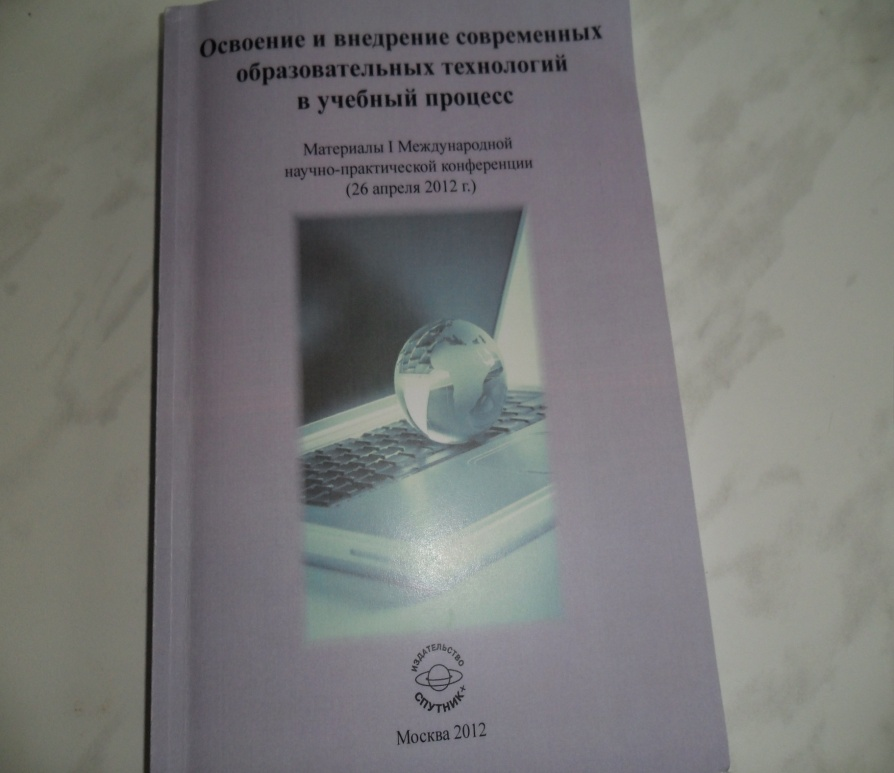 Освоение и внедрение современных
образовательных технологий
в учебный процесс
Материалы I Международной
научно-практической конференции
(26 апреля 2012 г.)
ИЗДАТЕЛЬСТВО
СПУТНИК+
Москва 2012